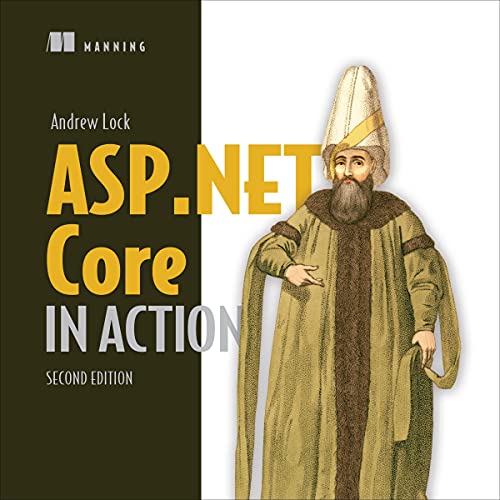 MANNING
Andrew Lock
ASP.NET
Core
IN ACTION
SECOND EDITION